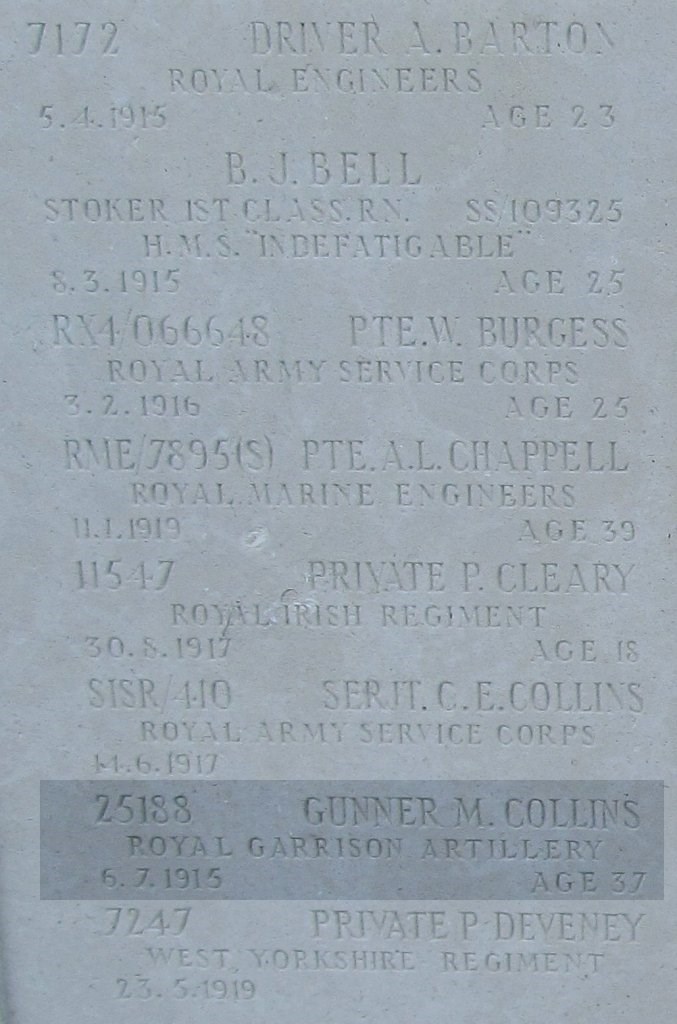 7172 DRIVER A. BARTON
ROYAL ENGINEERS
5.4.1915 AGE 23
B. J. BELL
STOKER 1ST CLASS. R.N. SS/109325
H.M.S. "INDEFATIGABLE"
8.3.1915 AGE 25
RX4/066648 PTE. W. BURGESS
ROYAL ARMY SERVICE CORPS
3.2.1916 AGE 25
RME/7895(S) PTE. A.L. CHAPPELL
ROYAL MARINE ENGINEERS
11.1.1919 AGE 39
11547 PRIVATE P. CLEARY
ROYAL IRISH REGIMENT
30.8.1917 AGE 18
SISR/410 SERJT. C. E. COLLINS
ROYAL ARMY SERVICE CORPS
14.6.1917
25188 GUNNER M. COLLINS
ROYAL GARRISON ARTILLERY
6.7.1915 AGE 37
7247 PRIVATE P. DEVENEY
WEST YORKSHIRE REGIMENT
23.5.1919